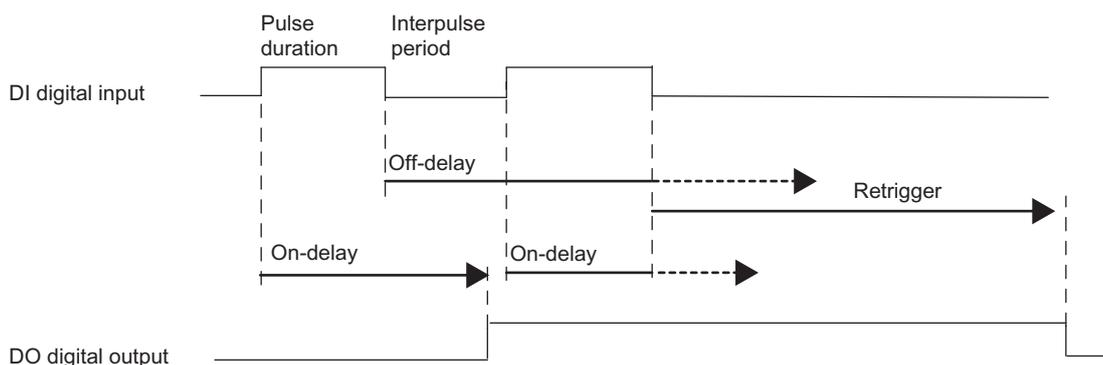 Pulse
duration
Interpulse
period
DI digital input
Off-delay
Retrigger
On-delay
On-delay
DO digital output